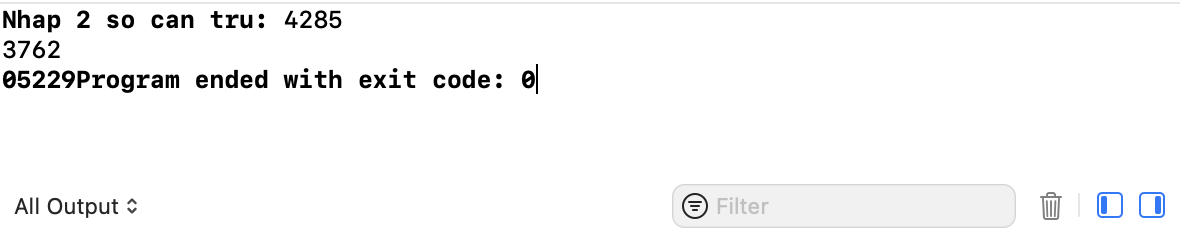 Nhap 2 so can tru: 4285
3762
05229Program ended with exit code: 0
All Output
Filter